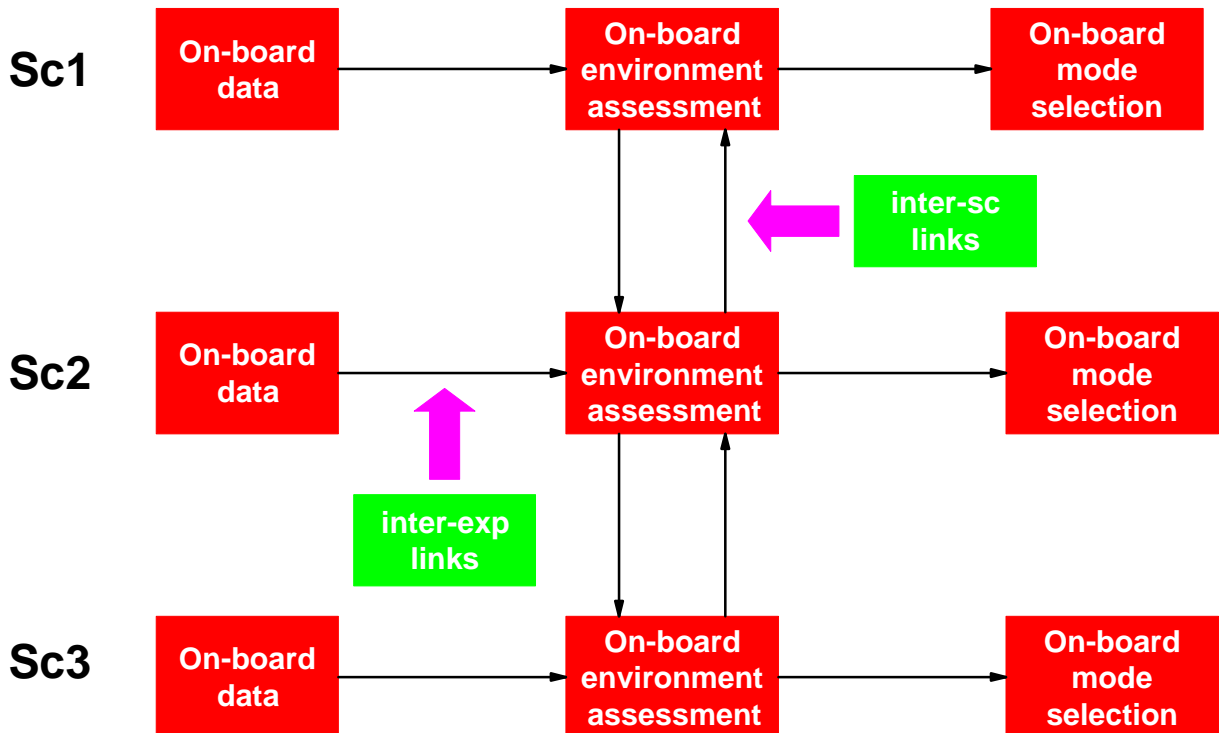 Sc1
On-board
data
On-board
environment
assessment
On-board
mode
selection
inter-sc
links
Sc2
On-board
data
On-board
environment
assessment
On-board
mode
selection
inter-exp
links
Sc3
On-board
data
On-board
environment
assessment
On-board
mode
selection